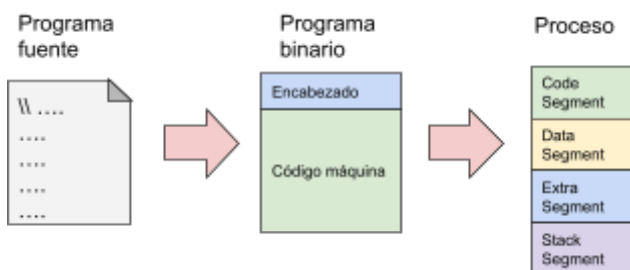 Programa
fuente
\\ ....
....
....
....
....
Programa
binario
Encabezado
Código máquina
Proceso
Code
Segment
Data
Segment
Extra
Segment
Stack
Segment